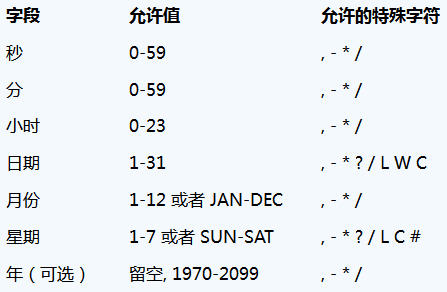 字段 允许值 允许的特殊字符
秒 0-59 , - * /
分 0-59 , - * /
小时 0-23 , - * /
日期 1-31 , - * ? / L W C
月份 1-12 或者 JAN-DEC , - * /
星期 1-7 或者 SUN-SAT , - * ? / L C #
年（可选） 留空, 1970-2099 , - * /